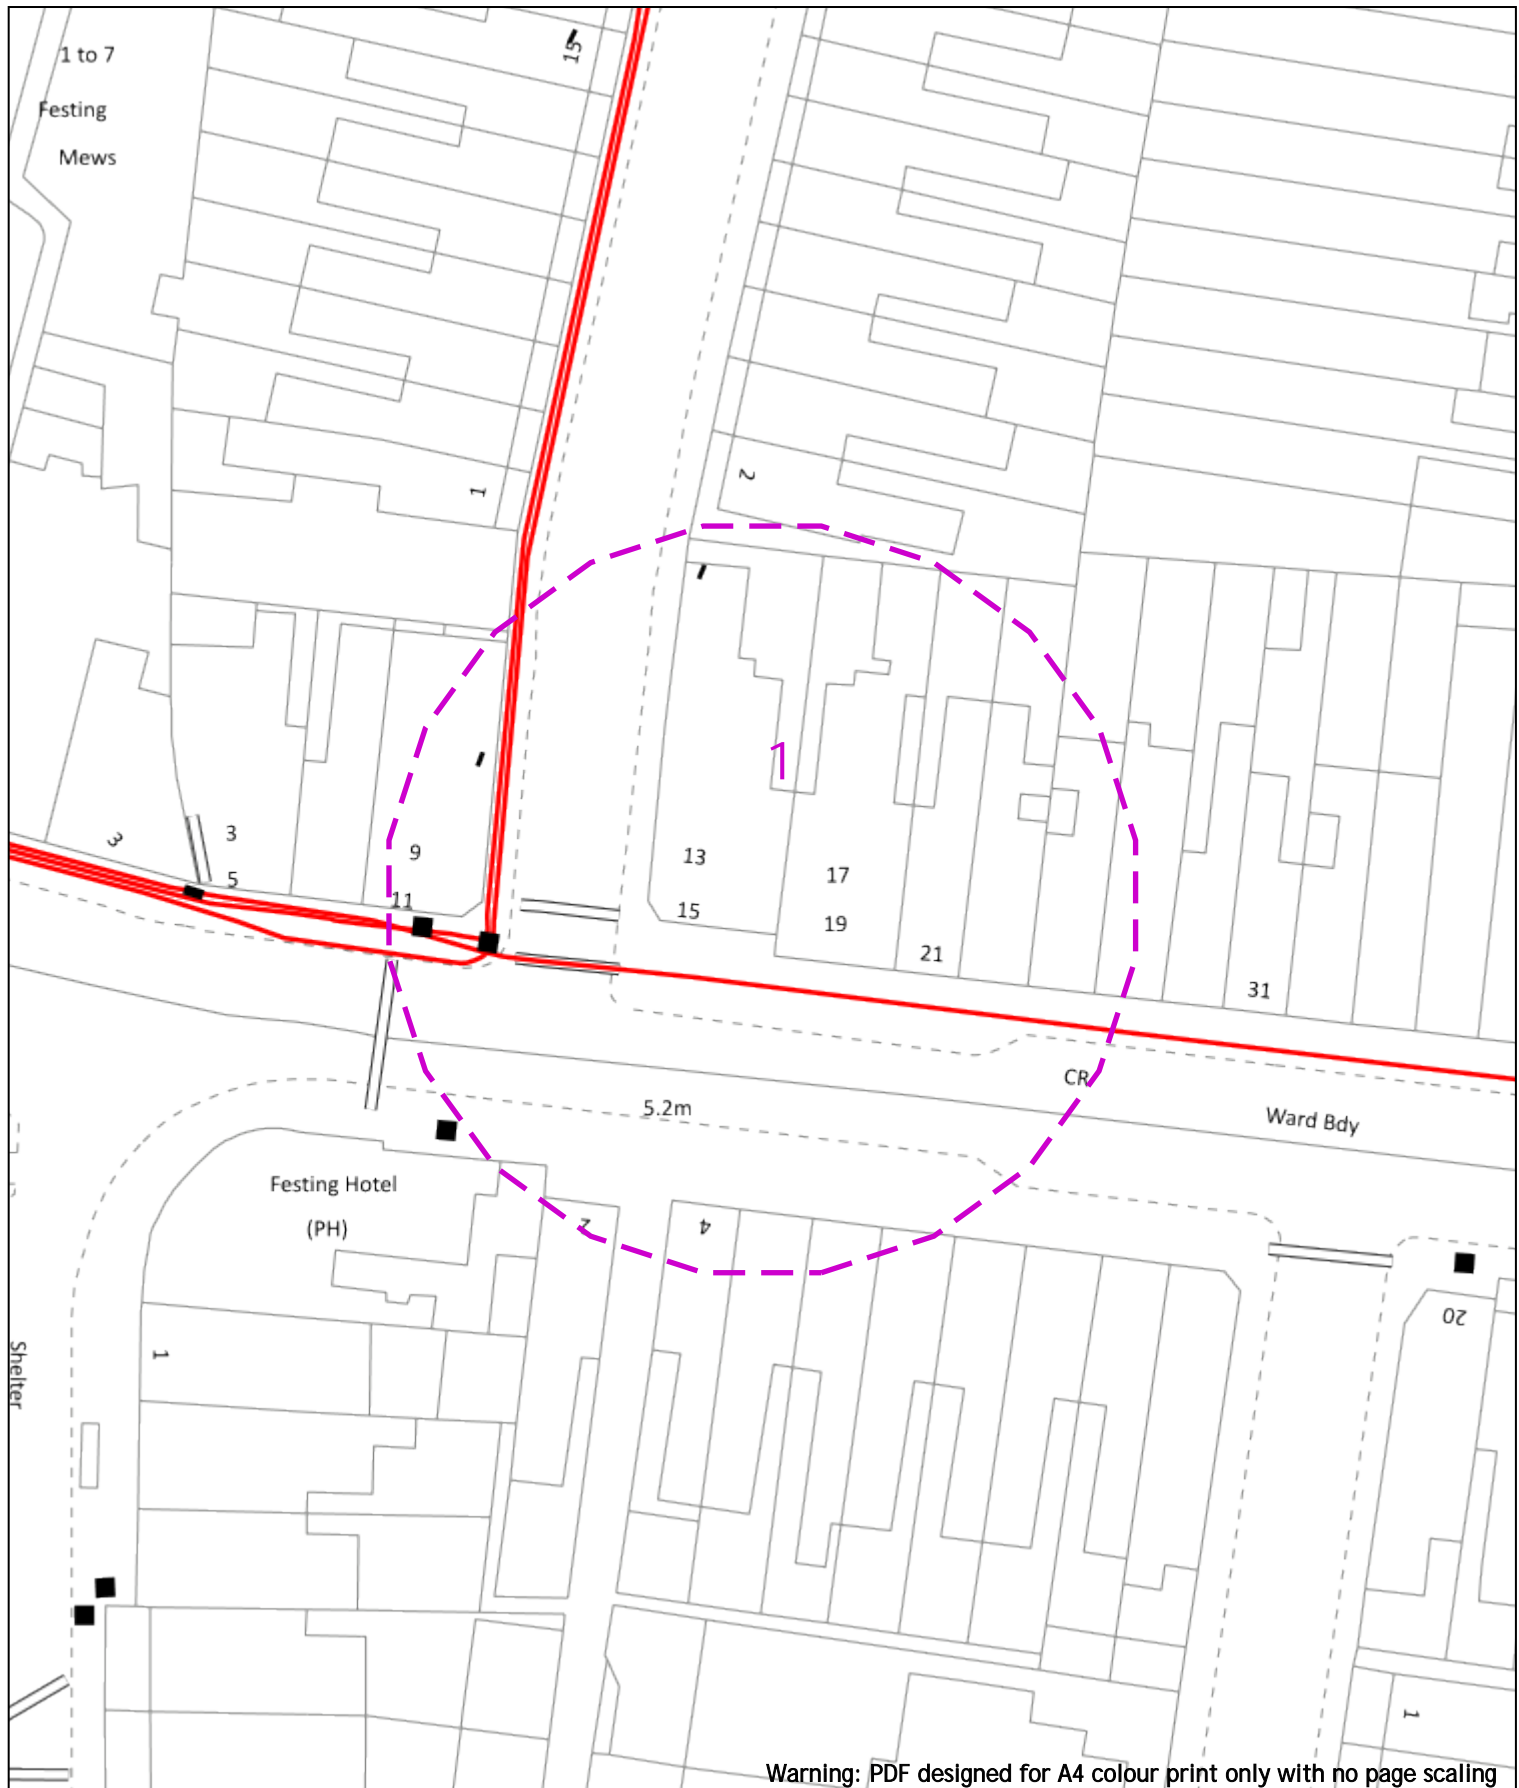 1 to 7
Festing
Mews
15
1
2
1
3
3
5
9
11
13
15
17
19
21
31
CR
5.2m
Ward Bdy
Festing Hotel
(PH)
2
4
20
1
Shelter
1
Warning: PDF designed for A4 colour print only with no page scaling